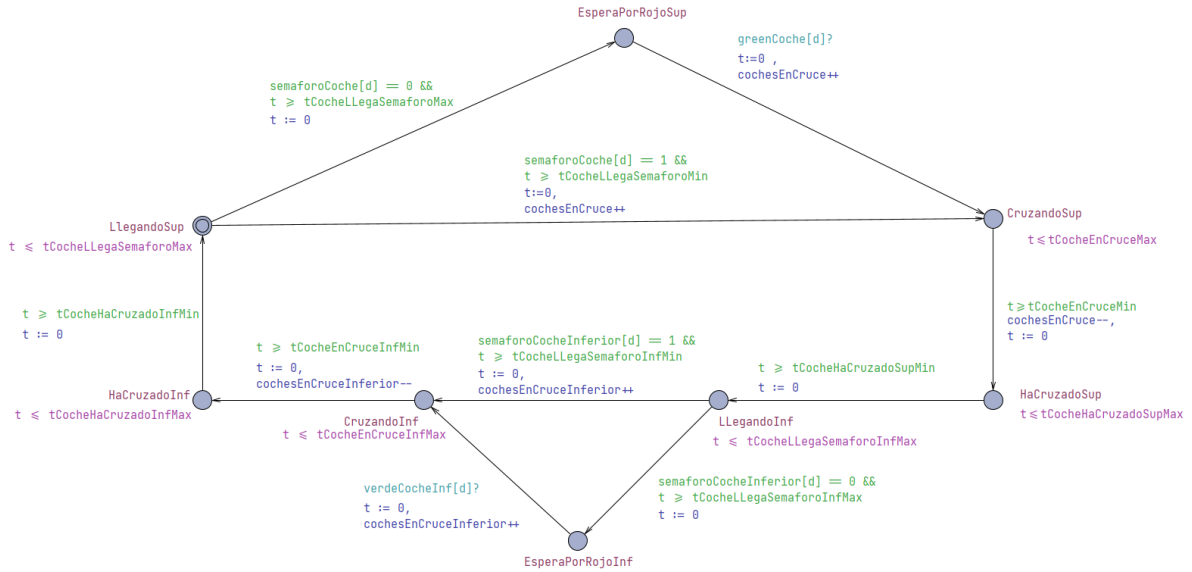 EsperaPorRojoSup
greenCoche[d]?
t:=0 ,
cochesEnCruce++
semaforoCoche[d] == 0 &&
t >= tCocheLLegaSemaforoMax
t := 0
semaforoCoche[d] == 1 &&
t >= tCocheLLegaSemaforoMin
t:=0,
cochesEnCruce++
LlegandoSup
t <= tCocheLLegaSemaforoMax
CruzandoSup
t<=tCocheEnCruceMax
t >= tCocheHaCruzadoInfMin
t := 0
t>=tCocheEnCruceMin
cochesEnCruce--,
t := 0
t >= tCocheEnCruceInfMin
t := 0,
cochesEnCruceInferior--
semaforoCocheInferior[d] == 1 &&
t >= tCocheLLegaSemaforoInfMin
t := 0,
cochesEnCruceInferior++
t >= tCocheHaCruzadoSupMin
t := 0
HaCruzadoInf
t <= tCocheHaCruzadoInfMax
CruzandoInf
t <= tCocheEnCruceInfMax
LLegandoInf
t <= tCocheLLegaSemaforoInfMax
HaCruzadoSup
t<=tCocheHaCruzadoSupMax
verdeCocheInf[d]?
t := 0,
cochesEnCruceInferior++
semaforoCocheInferior[d] == 0 &&
t >= tCocheLLegaSemaforoInfMax
t := 0
EsperaPorRojoInf